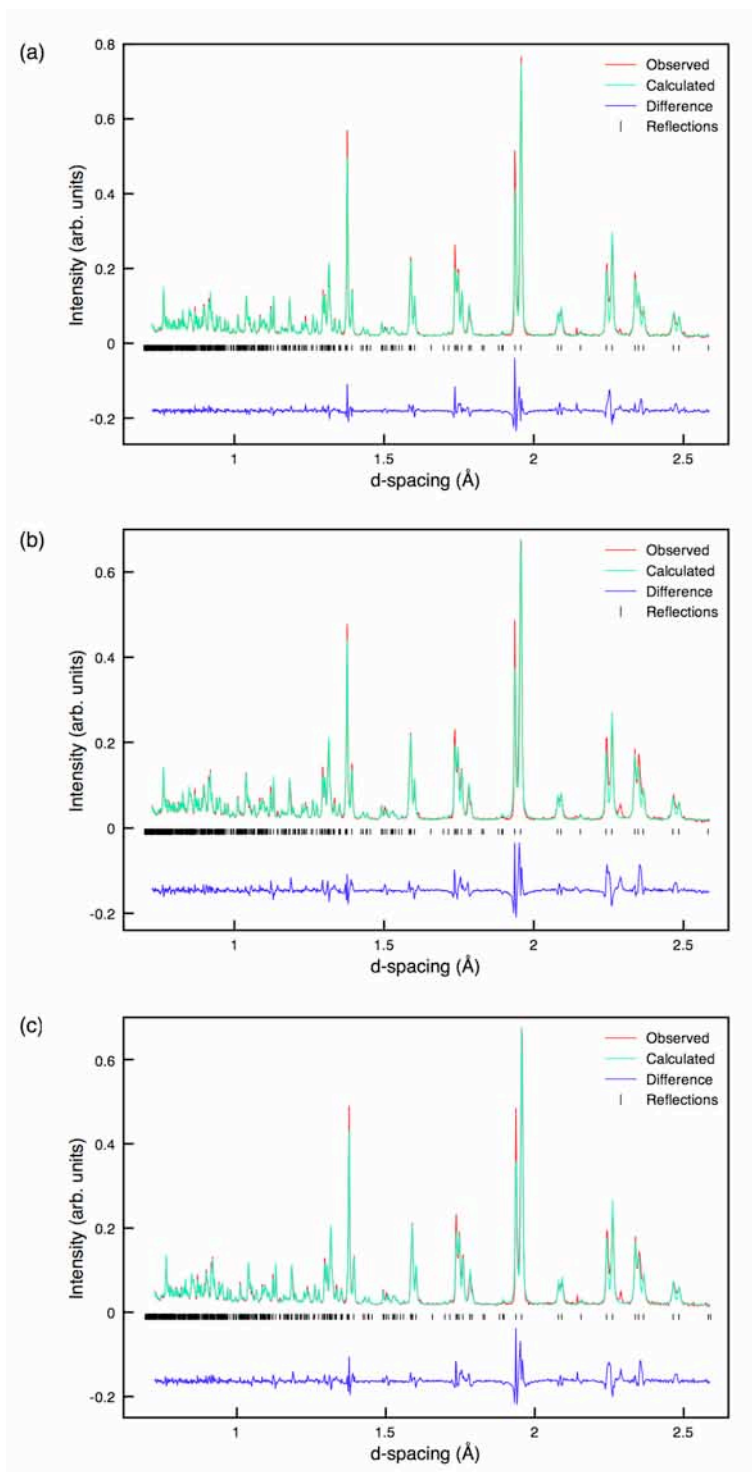 (a)
0.8
0.6
0.4
0.2
0
-0.2
Intensity (arb. units)
Observed
Calculated
Difference
Reflections
1
1.5
2
2.5
d-spacing (Å)
(b)
0.6
0.4
0.2
0
-0.2
Intensity (arb. units)
Observed
Calculated
Difference
Reflections
1
1.5
2
2.5
d-spacing (Å)
(c)
0.6
0.4
0.2
0
-0.2
Intensity (arb. units)
Observed
Calculated
Difference
Reflections
1
1.5
2
2.5
d-spacing (Å)